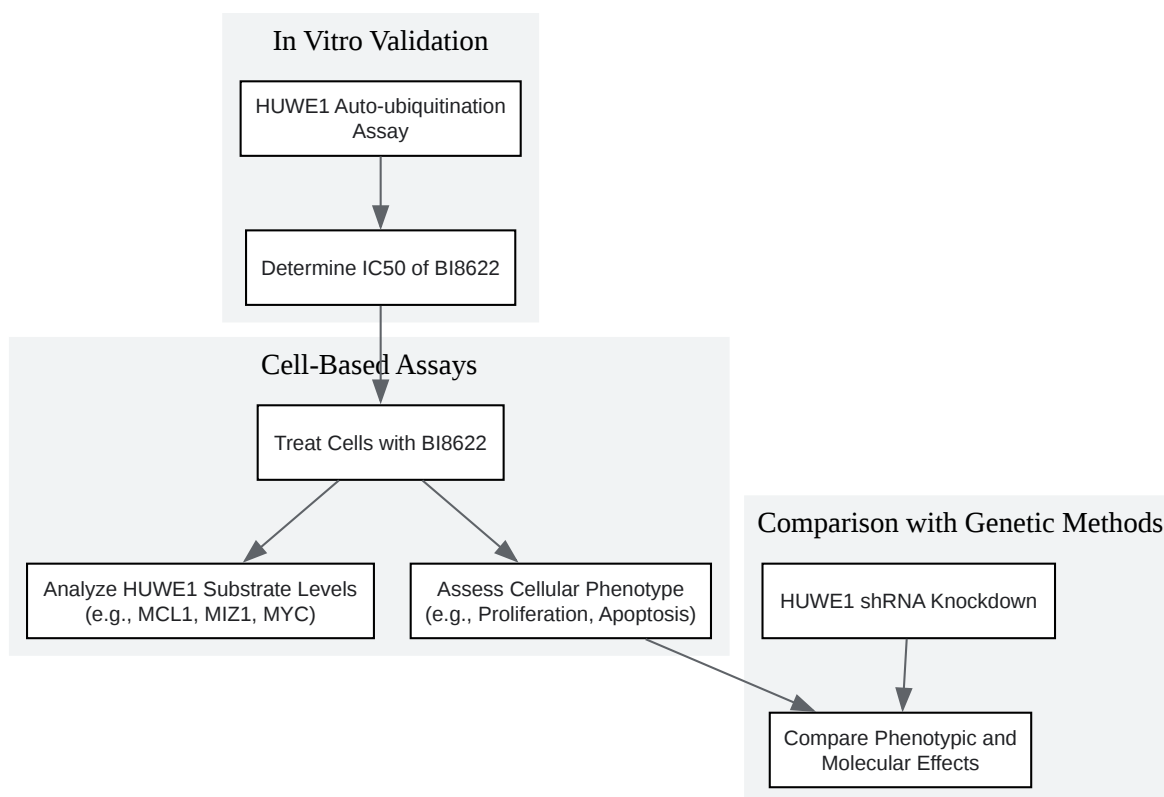 In Vitro Validation
HUWE1 Auto-ubiquitination
Assay
Determine IC50 of BI8622
Cell-Based Assays
Treat Cells with BI8622
Analyze HUWE1 Substrate Levels
(e.g., MCL1, MIZ1, MYC)
Assess Cellular Phenotype
(e.g., Proliferation, Apoptosis)
Comparison with Genetic Methods
HUWE1 shRNA Knockdown
Compare Phenotypic and
Molecular Effects